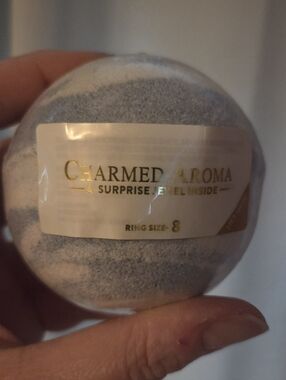 CHARMED AROMA
SURPRISE JEWEL INSIDE
RING SIZE- 8